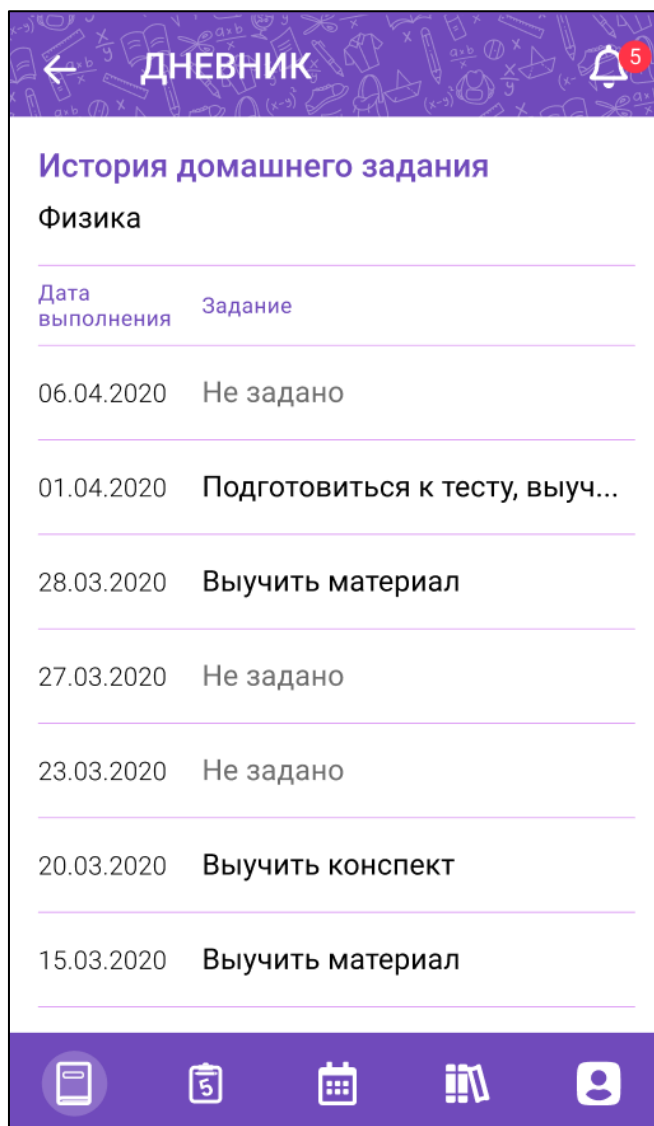 ДНЕВНИК
5
История домашнего задания
Физика
Дата
выполнения
Задание
06.04.2020 Не задано
01.04.2020 Подготовиться к тесту, выуч...
28.03.2020 Выучить материал
27.03.2020 Не задано
23.03.2020 Не задано
20.03.2020 Выучить конспект
15.03.2020 Выучить материал
5